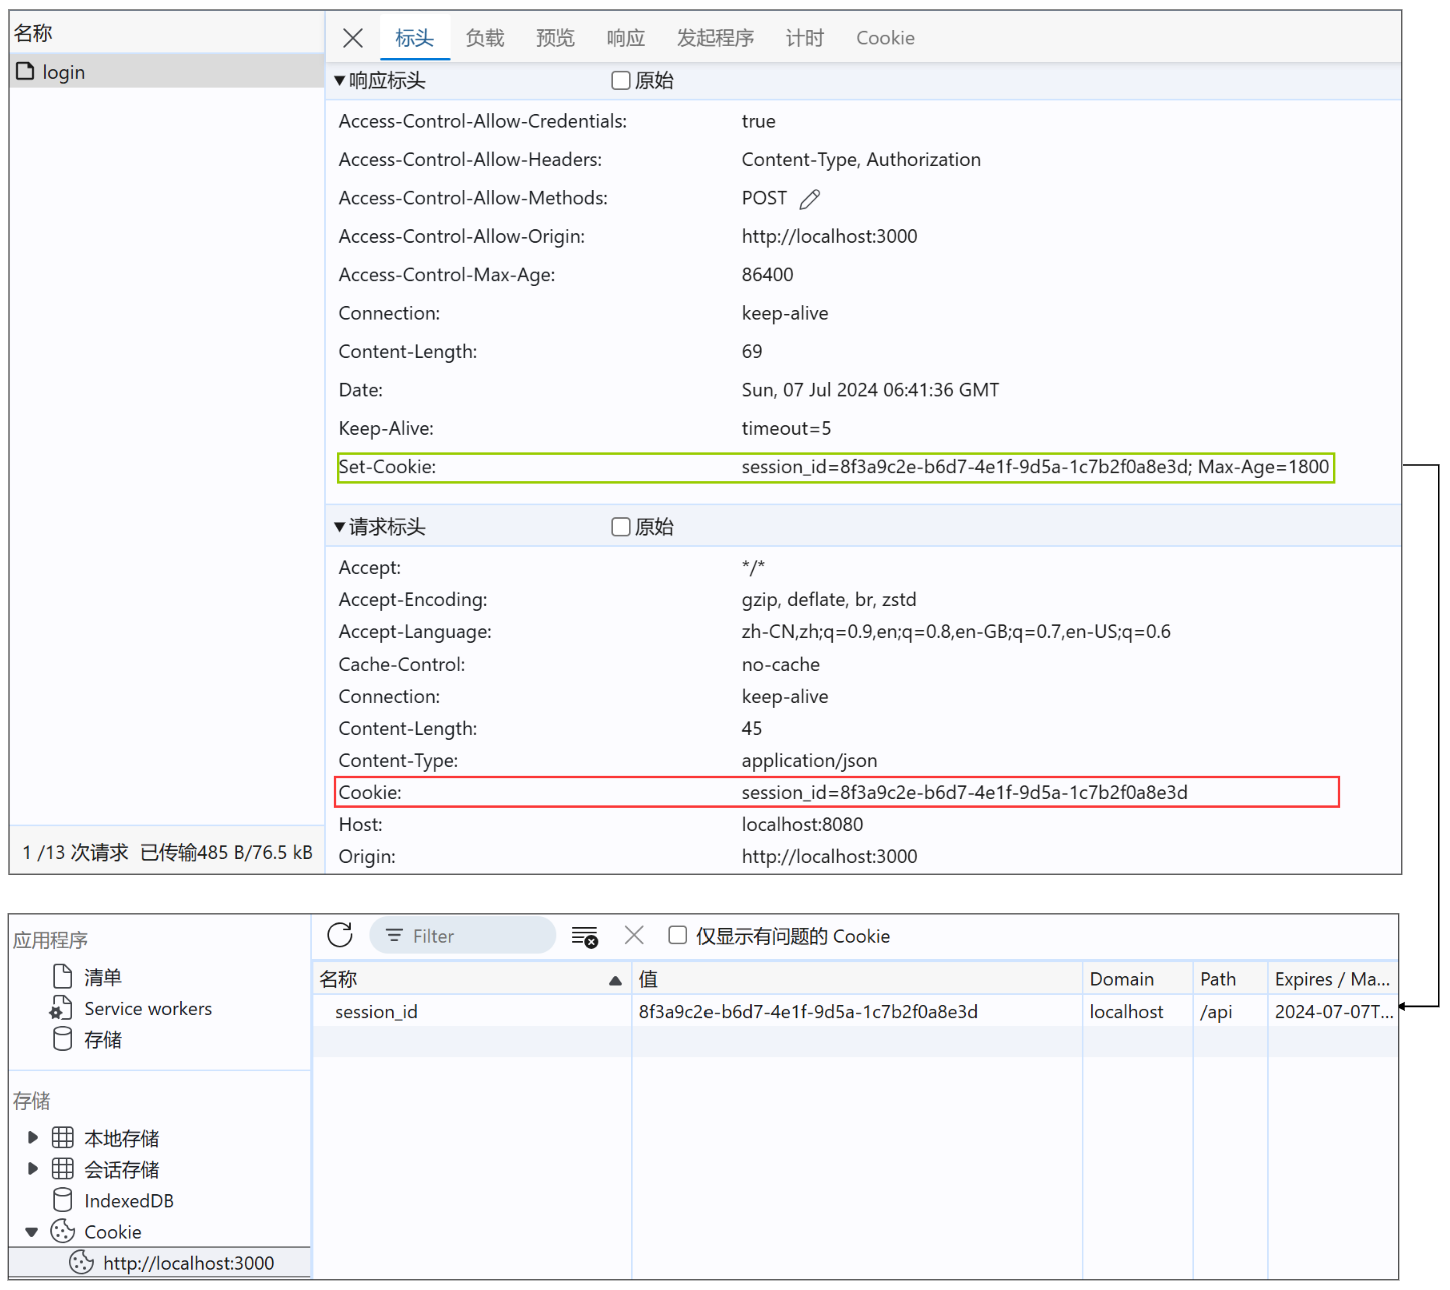 名称
login
1 /13 次请求 已传输485 B/76.5 kB
标头 负载 预览 响应 发起程序 计时 Cookie
响应标头 原始
Access-Control-Allow-Credentials: true
Access-Control-Allow-Headers: Content-Type, Authorization
Access-Control-Allow-Methods: POST
Access-Control-Allow-Origin: http://localhost:3000
Access-Control-Max-Age: 86400
Connection: keep-alive
Content-Length: 69
Date: Sun, 07 Jul 2024 06:41:36 GMT
Keep-Alive: timeout=5
Set-Cookie: session_id=8f3a9c2e-b6d7-4e1f-9d5a-1c7b2f0a8e3d; Max-Age=1800
请求标头 原始
Accept: */*
Accept-Encoding: gzip, deflate, br, zstd
Accept-Language: zh-CN,zh;q=0.9,en;q=0.8,en-GB;q=0.7,en-US;q=0.6
Cache-Control: no-cache
Connection: keep-alive
Content-Length: 45
Content-Type: application/json
Cookie: session_id=8f3a9c2e-b6d7-4e1f-9d5a-1c7b2f0a8e3d
Host: localhost:8080
Origin: http://localhost:3000
应用程序
清单
Service workers
存储
存储
本地存储
会话存储
IndexedDB
Cookie
http://localhost:3000
Filter 仅显示有问题的 Cookie
名称 值 Domain Path Expires / Ma...
session_id 8f3a9c2e-b6d7-4e1f-9d5a-1c7b2f0a8e3d localhost /api 2024-07-07T...